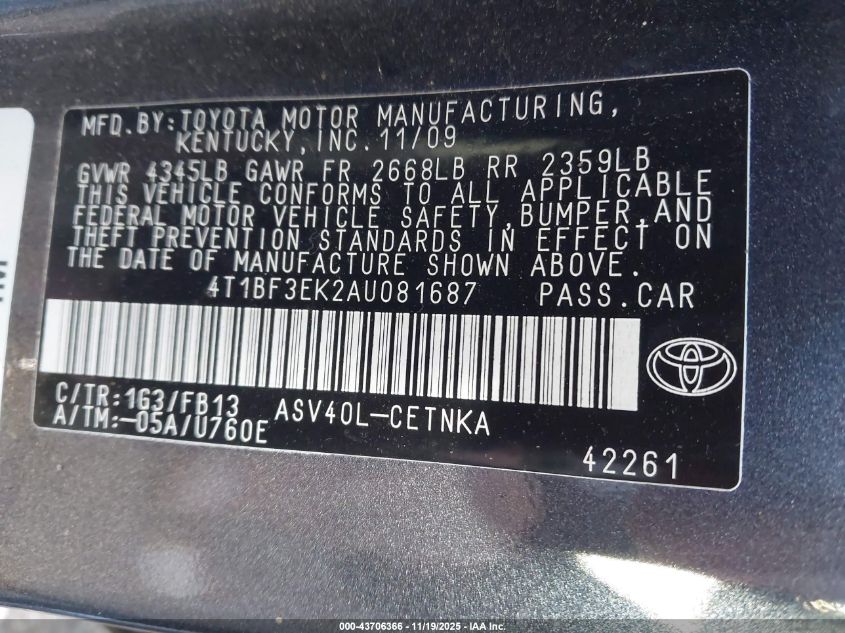 MFD.BY:TOYOTA MOTOR MANUFACTURING,
KENTUCKY, INC.11/09
GVWR 4345LB GAWR FR 2668LB RR 2359LB
THIS VEHICLE CONFORMS TO ALL APPLICABLE
FEDERAL MOTOR VEHICLE SAFETY,BUMPER,AND
THEFT PREVENTION STANDARDS IN EFFECT ON
THE DATE OF MANUFACTURE SHOWN ABOVE.
4T1BF3EK2AU081687 PASS.CAR
C/TR:1G3/FB13 ASV40L-CETNKA
A/TM:-05A/U760E
42261
000-43706366 - 11/19/2025 - IAA Inc.